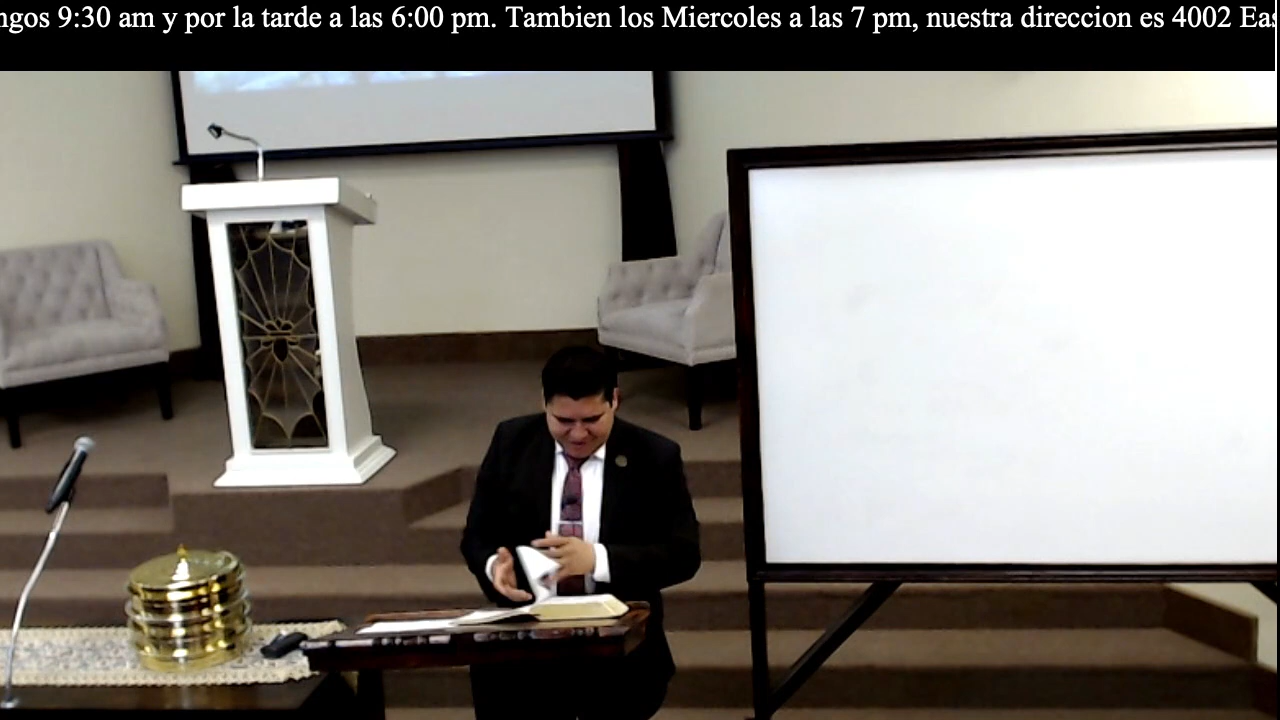 ngos 9:30 am y por la tarde a las 6:00 pm. Tambien los Miercoles a las 7 pm, nuestra direccion es 4002 Eas